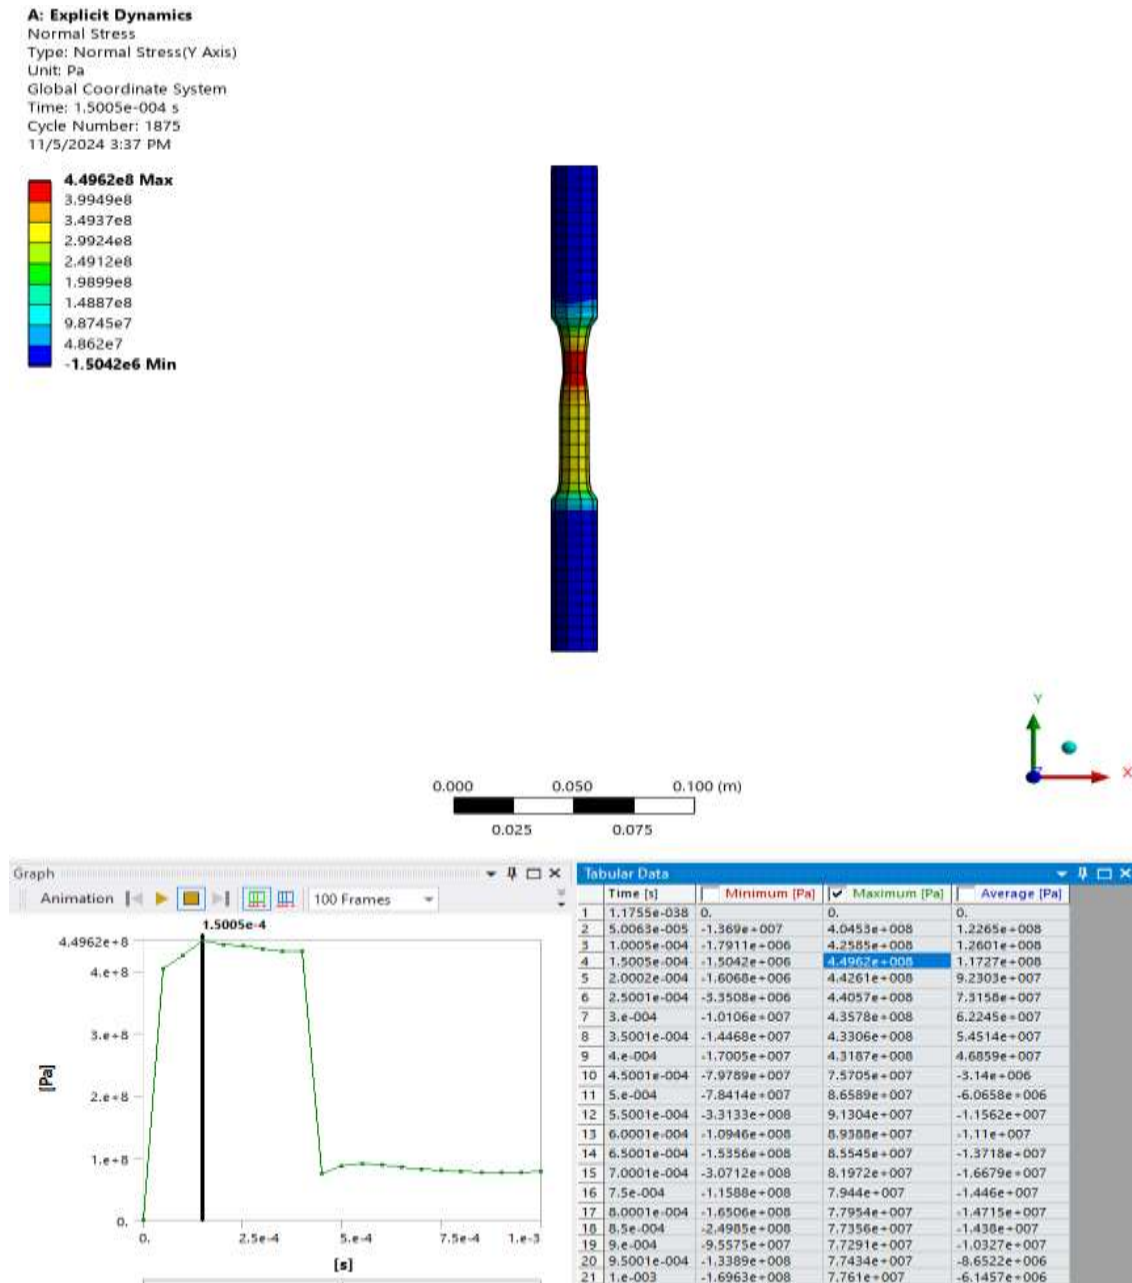 A: Explicit Dynamics
Normal Stress
Type: Normal Stress(Y Axis)
Unit: Pa
Global Coordinate System
Time: 1.5005e-004 s
Cycle Number: 1875
11/5/2024 3:37 PM
4.4962e8 Max
3.9949e8
3.4937e8
2.9924e8
2.4912e8
1.9899e8
1.4887e8
9.8745e7
4.862e7
-1.5042e6 Min
Y
X
Z
0.000 0.050 0.100 (m)
0.025 0.075
Graph
Animation 100 Frames
1.5005e-4
4.4962e+8
4.e+8
3.e+8
2.e+8
1.e+8
0.
[Pa]
0. 2.5e-4 5.e-4 7.5e-4 1.e-3
[s]
Tabular Data
Time [s] Minimum [Pa] Maximum [Pa] Average [Pa]
1 1.1755e-038 0. 0. 0.
2 5.0063e-005 -1.369e+007 4.0453e+008 1.2265e+008
3 1.0005e-004 -1.7911e+006 4.2585e+008 1.2601e+008
4 1.5005e-004 -1.5042e+006 4.4962e+008 1.1727e+008
5 2.0002e-004 -1.6068e+006 4.4261e+008 9.2303e+007
6 2.5001e-004 -3.3508e+006 4.4057e+008 7.3158e+007
7 3.e-004 -1.0106e+007 4.3578e+008 6.2245e+007
8 3.5001e-004 -1.4468e+007 4.3306e+008 5.4514e+007
9 4.e-004 -1.7005e+007 4.3187e+008 4.6859e+007
10 4.5001e-004 -7.9789e+007 7.5705e+007 -3.14e+006
11 5.e-004 -7.8414e+007 8.6589e+007 -6.0658e+006
12 5.5001e-004 -3.3133e+008 9.1304e+007 -1.1562e+007
13 6.0001e-004 -1.0946e+008 8.9388e+007 -1.11e+007
14 6.5001e-004 -1.5356e+008 8.5545e+007 -1.3718e+007
15 7.0001e-004 -3.0712e+008 8.1972e+007 -1.6679e+007
16 7.5e-004 -1.1588e+008 7.944e+007 -1.446e+007
17 8.0001e-004 -1.6506e+008 7.7954e+007 -1.4715e+007
18 8.5e-004 -2.4985e+008 7.7356e+007 -1.438e+007
19 9.e-004 -9.5575e+007 7.7291e+007 -1.0327e+007
20 9.5001e-004 -1.3389e+008 7.7434e+007 -8.6522e+006
21 1.e-003 -1.6963e+008 7.761e+007 -6.1457e+006